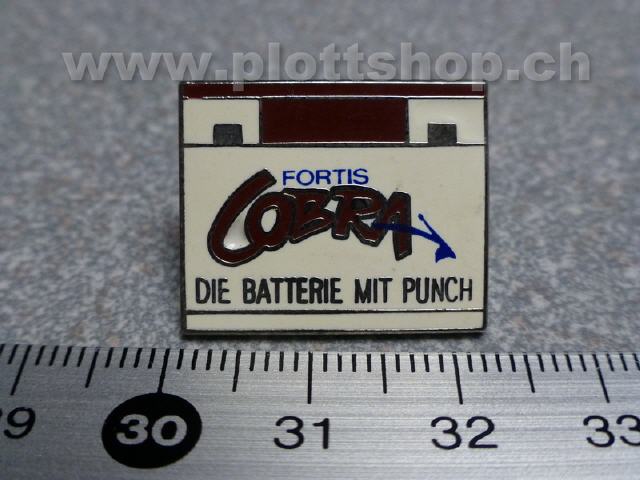 www.plottshop.ch
FORTIS
COBRA
DIE BATTERIE MIT PUNCH
29 30 31 32 33